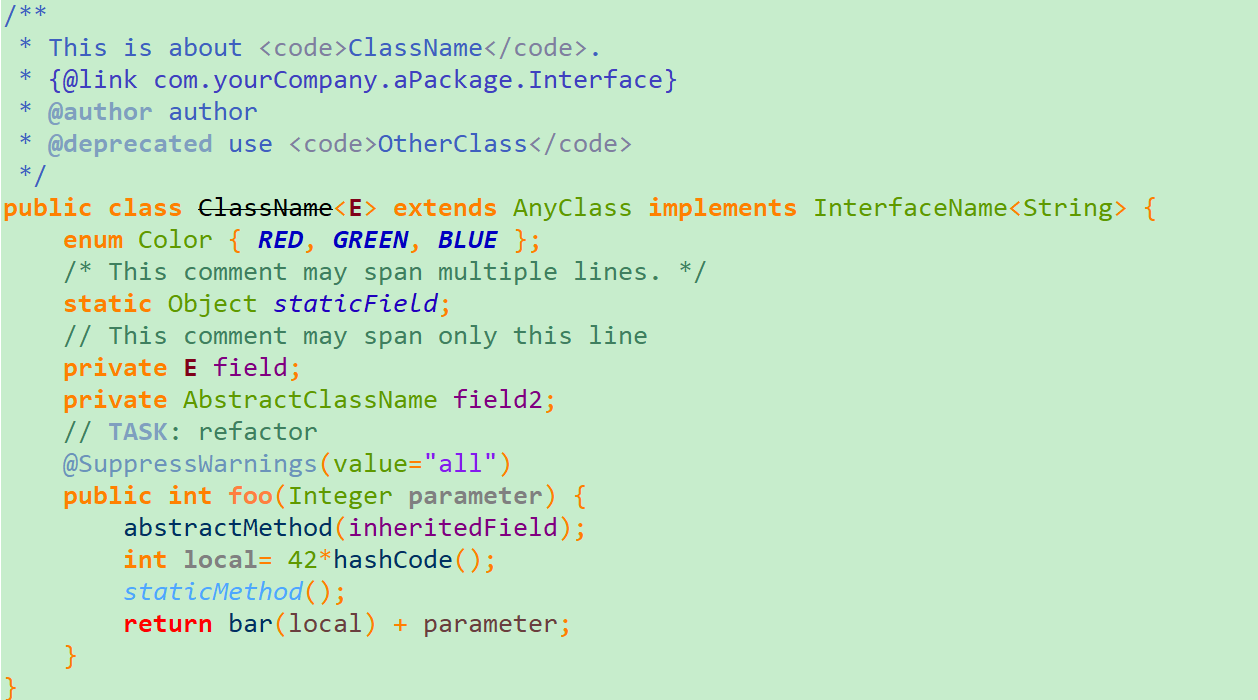 /**
 * This is about <code>ClassName</code>.
 * {@link com.yourCompany.aPackage.Interface}
 * @author author
 * @deprecated use <code>OtherClass</code>
 */
public class ClassName<E> extends AnyClass implements InterfaceName<String> {
    enum Color { RED, GREEN, BLUE };
    /* This comment may span multiple lines. */
    static Object staticField;
    // This comment may span only this line
    private E field;
    private AbstractClassName field2;
    // TASK: refactor
    @SuppressWarnings(value="all")
    public int foo(Integer parameter) {
        abstractMethod(inheritedField);
        int local= 42*hashCode();
        staticMethod();
        return bar(local) + parameter;
    }
}